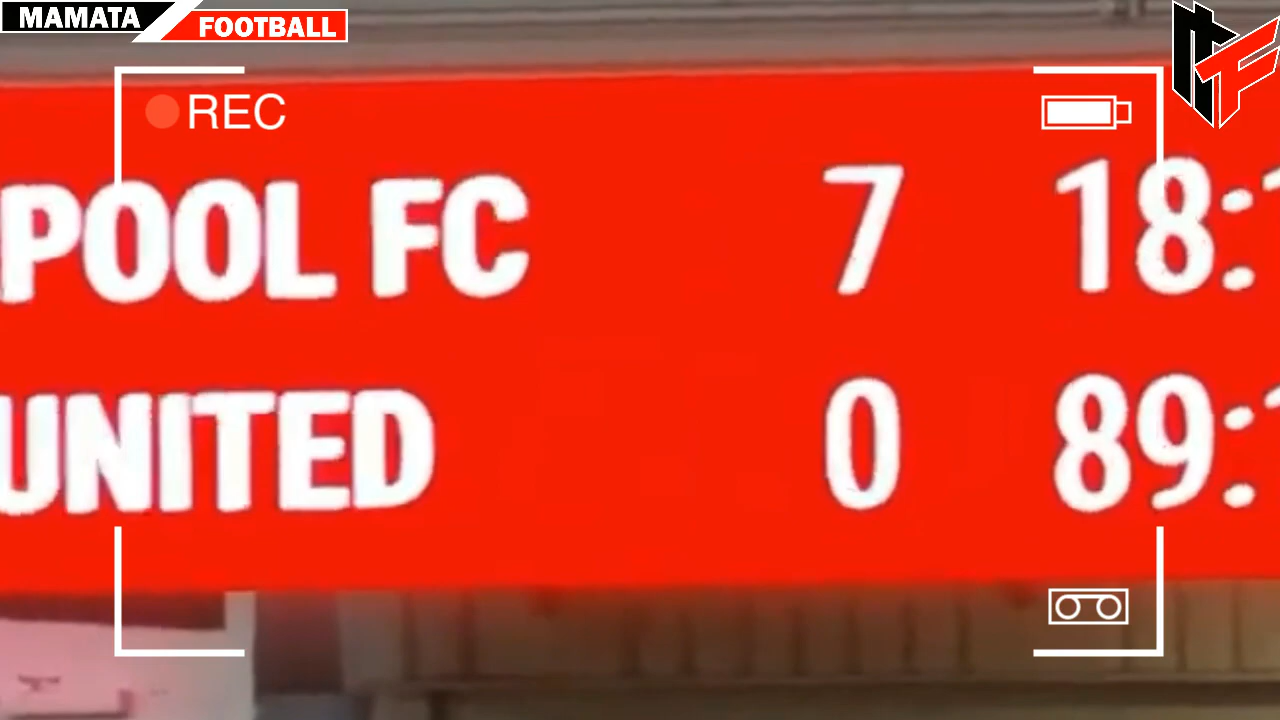 MAMATA
FOOTBALL
REC
POOL FC 7 18:
UNITED 0 89: